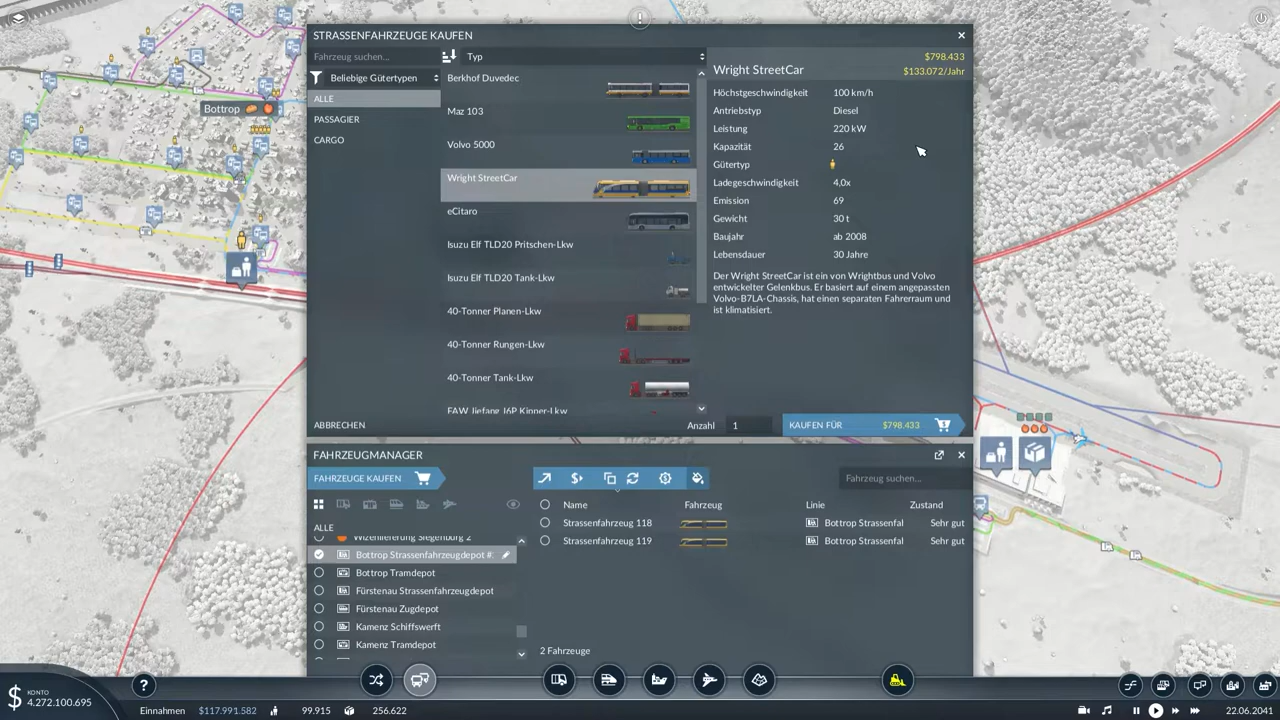 STRASSENFAHRZEUGE KAUFEN
Fahrzeug suchen...
Typ
Beliebige Gütertypen
ALLE
PASSAGIER
CARGO
Bottrop
Berkhof Duvedec
Maz 103
Volvo 5000
Wright StreetCar
eCitaro
Isuzu Elf TLD20 Pritschen-Lkw
Isuzu Elf TLD20 Tank-Lkw
40-Tonner Planen-Lkw
40-Tonner Rungen-Lkw
40-Tonner Tank-Lkw
FAW Jiefang J6P Kipper-Lkw
$798.433
Wright StreetCar
$133.072/Jahr
Höchstgeschwindigkeit 100 km/h
Antriebstyp Diesel
Leistung 220 kW
Kapazität 26
Gütertyp
Ladegeschwindigkeit 4,0x
Emission 69
Gewicht 30 t
Baujahr ab 2008
Lebensdauer 30 Jahre
Der Wright StreetCar ist ein von Wrightbus und Volvo
entwickelter Gelenkbus. Er basiert auf einem angepassten
Volvo-B7LA-Chassis, hat einen separaten Fahrerraum und
ist klimatisiert.
ABBRECHEN
Anzahl 1
KAUFEN FÜR $798.433
FAHRZEUGMANAGER
FAHRZEUGE KAUFEN
Fahrzeug suchen...
ALLE
Bottrop Strassenfahrzeugdepot #
Bottrop Tramdepot
Fürstenau Strassenfahrzeugdepot
Fürstenau Zugdepot
Kamenz Schiffswerft
Kamenz Tramdepot
Name Fahrzeug Linie Zustand
Strassenfahrzeug 118 Bottrop Strassenfal Sehr gut
Strassenfahrzeug 119 Bottrop Strassenfal Sehr gut
2 Fahrzeuge
?
$ KONTO
4.272.100.695
Einnahmen $117.991.582 99.915 256.622
22.06.2041